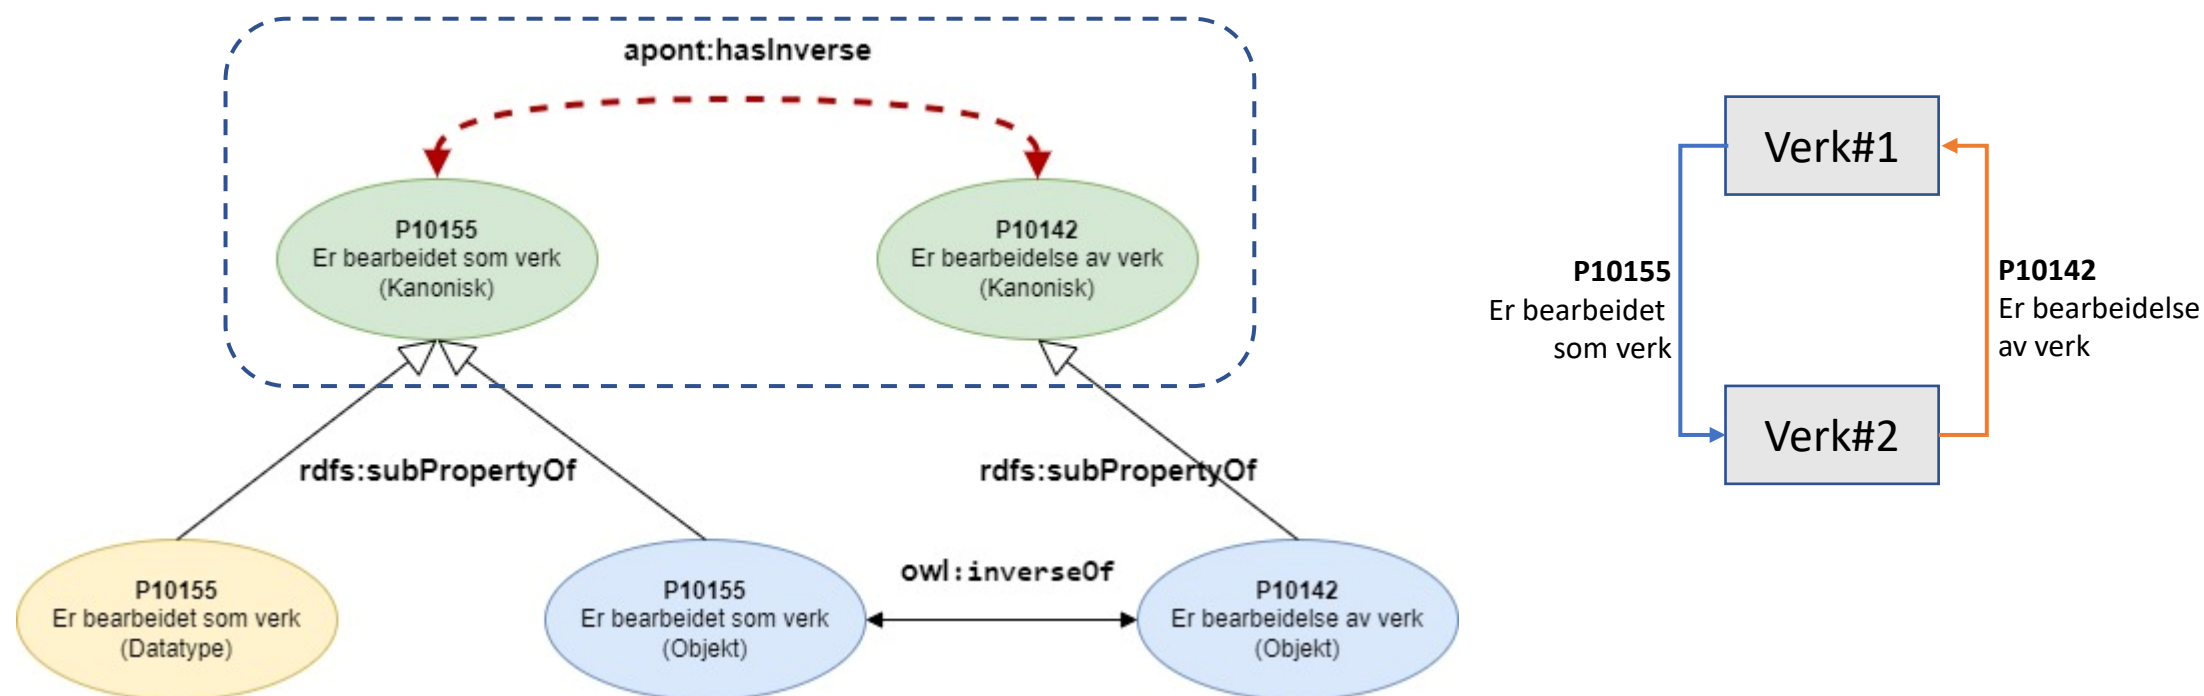 apont:hasInverse
P10155
Er bearbeidet som verk
(Kanonisk)
P10142
Er bearbeidelse av verk
(Kanonisk)
rdfs:subPropertyOf
rdfs:subPropertyOf
P10155
Er bearbeidet som verk
(Datatype)
P10155
Er bearbeidet som verk
(Objekt)
owl:inverseOf
P10142
Er bearbeidelse av verk
(Objekt)
Verk#1
P10155
Er bearbeidet
som verk
P10142
Er bearbeidelse
av verk
Verk#2